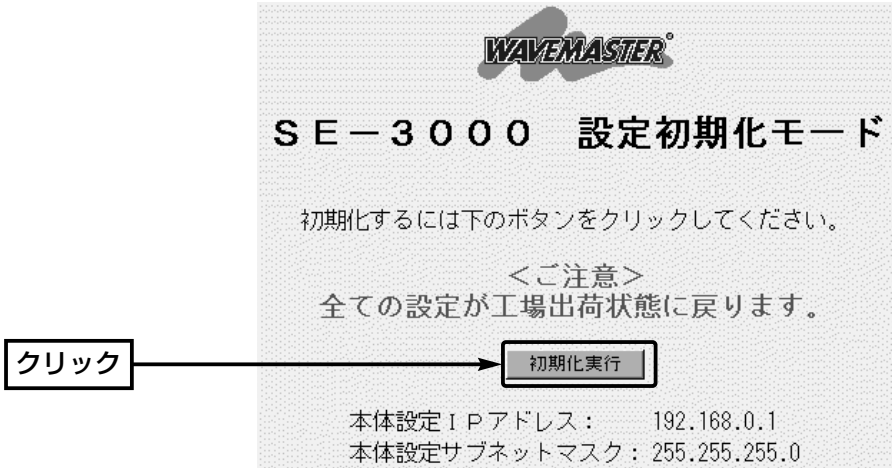 WAVEMASTER®
ＳＥ－３０００　設定初期化モード
初期化するには下のボタンをクリックしてください。
＜ご注意＞
全ての設定が工場出荷状態に戻ります。
クリック
初期化実行
本体設定ＩＰアドレス： 192.168.0.1
本体設定サブネットマスク： 255.255.255.0